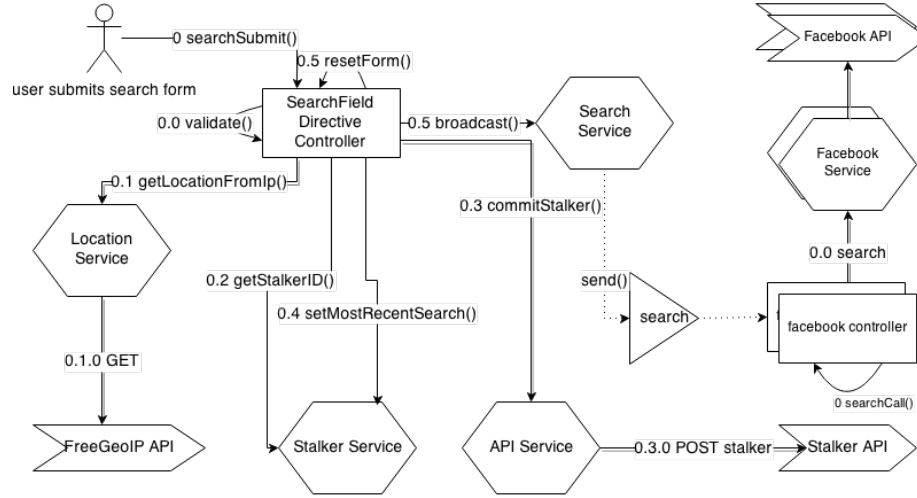 0 searchSubmit()
Facebook API
0.5 resetForm()
user submits search form
SearchField
Directive
Controller
0.0 validate()
0.5 broadcast()
Search
Service
Facebook
Service
0.1 getLocationFromIp()
0.3 commitStalker()
Location
Service
0.0 search
0.2 getStalkerID()
send()
0.4 setMostRecentSearch()
search
f
facebook controller
0.1.0 GET
0 searchCall()
FreeGeoIP API
Stalker Service
API Service
0.3.0 POST stalker
Stalker API